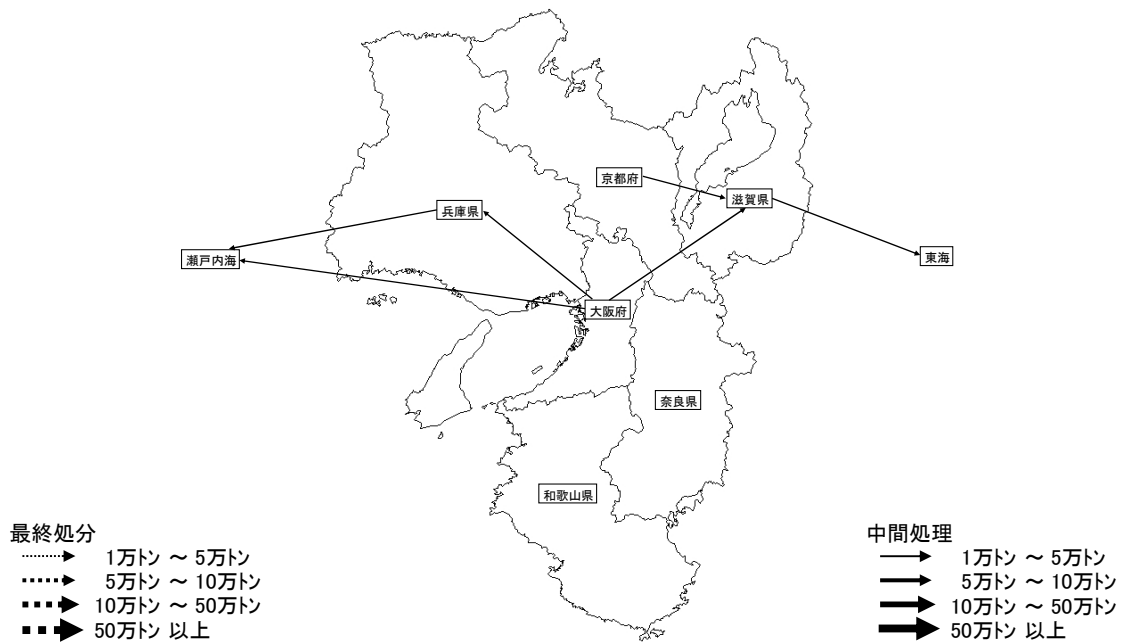 京都府
滋賀県
兵庫県
瀬戸内海
東海
大阪府
奈良県
和歌山県
最終処分
1万トン ～ 5万トン
5万トン ～ 10万トン
10万トン ～ 50万トン
50万トン 以上
中間処理
1万トン ～ 5万トン
5万トン ～ 10万トン
10万トン ～ 50万トン
50万トン 以上